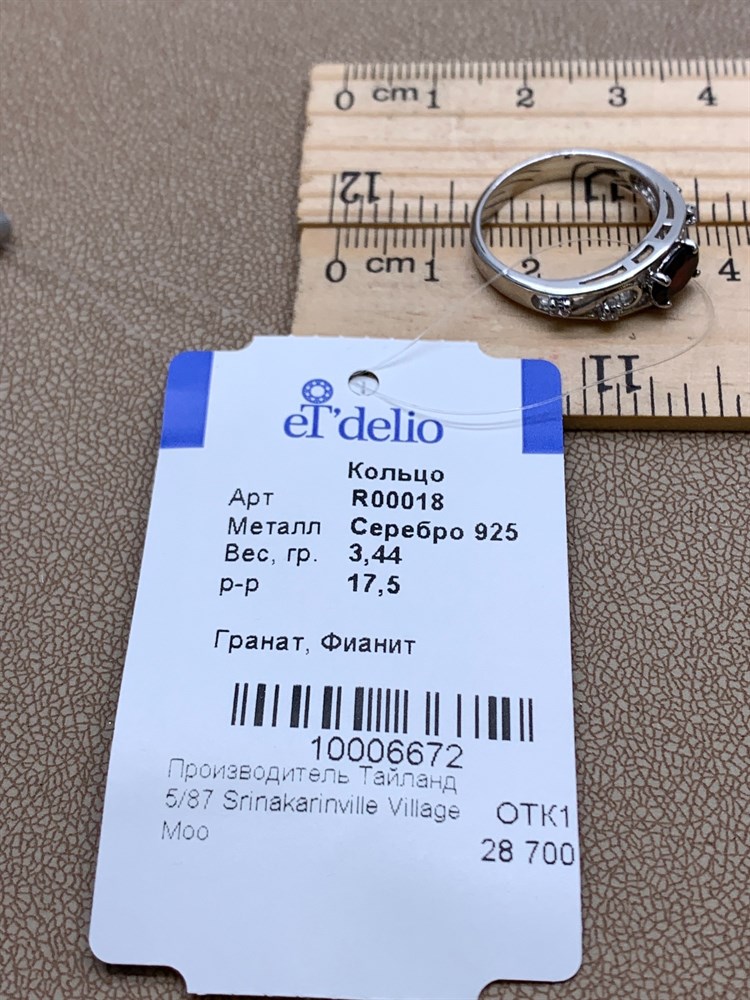 0 cm 1 2 3 4
12 11
0 cm 1 2 4
11
eT'delio
Кольцо
Арт R00018
Металл Серебро 925
Вес, гр. 3,44
р-р 17,5
Гранат, Фианит
10006672
Производитель Тайланд
5/87 Srinakarinville Village
Moo
ОТК1
28 700